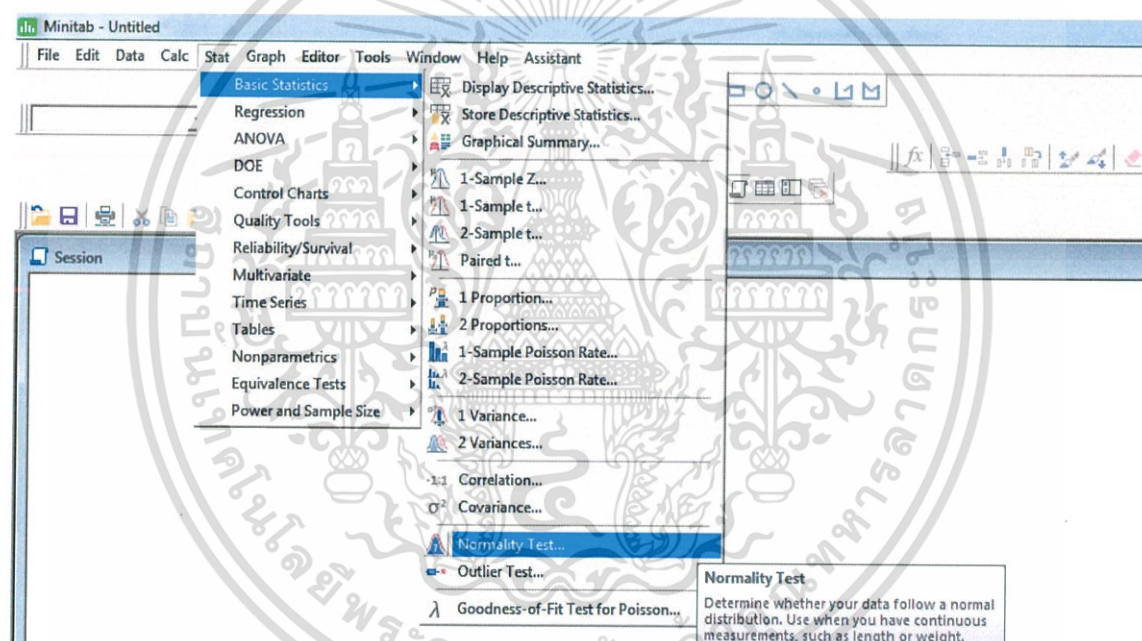 Minitab - Untitled
File Edit Data Calc Stat Graph Editor Tools Window Help Assistant
Basic Statistics
Regression
ANOVA
DOE
Control Charts
Quality Tools
Reliability/Survival
Multivariate
Time Series
Tables
Nonparametrics
Equivalence Tests
Power and Sample Size
Display Descriptive Statistics...
Store Descriptive Statistics...
Graphical Summary...
1-Sample Z...
1-Sample t...
2-Sample t...
Paired t...
1 Proportion...
2 Proportions...
1-Sample Poisson Rate...
2-Sample Poisson Rate...
1 Variance...
2 Variances...
Correlation...
Covariance...
Normality Test...
Outlier Test...
Goodness-of-Fit Test for Poisson...
Session
Normality Test
Determine whether your data follow a normal
distribution. Use when you have continuous
measurements, such as length or weight.